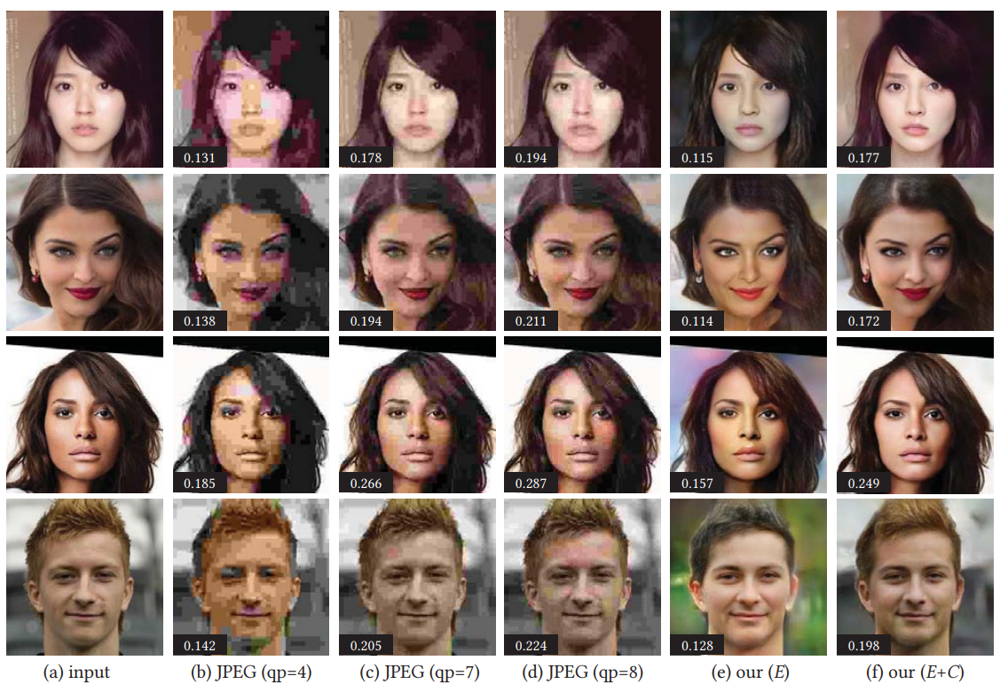 0.131 0.178 0.194 0.115 0.177
0.138 0.194 0.211 0.114 0.172
0.185 0.266 0.287 0.157 0.249
0.142 0.205 0.224 0.128 0.198
(a) input (b) JPEG (qp=4) (c) JPEG (qp=7) (d) JPEG (qp=8) (e) our (E) (f) our (E+C)